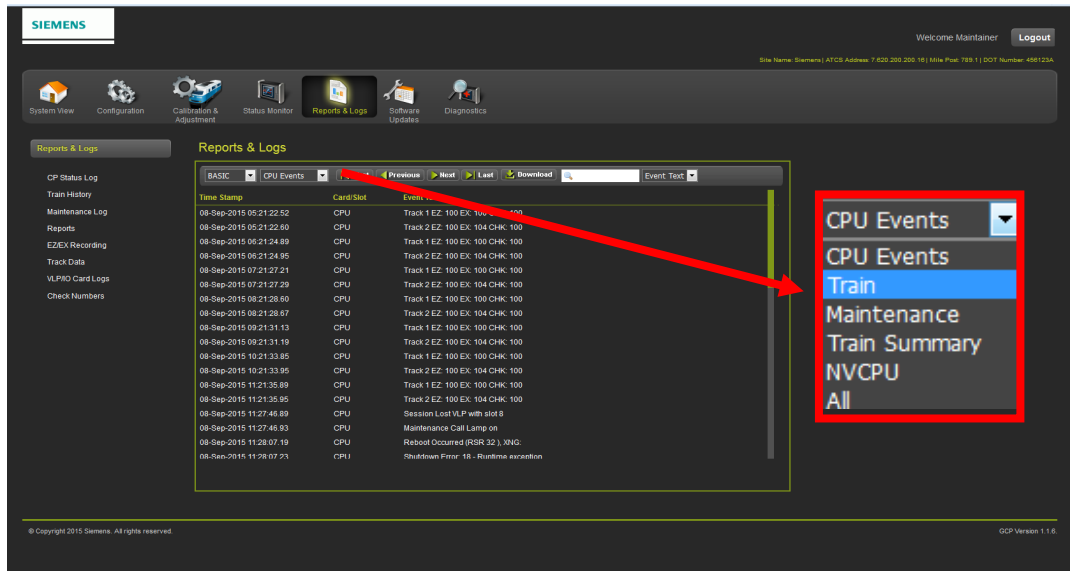 SIEMENS
Welcome Maintainer Logout
Site Name: Siemens | ATCS Address: 7.620.200.200.16 | Mile Post: 789.1 | DOT Number: 456123A
System View Configuration Calibration & Adjustment Status Monitor Reports & Logs Software Updates Diagnostics
Reports & Logs
CP Status Log
Train History
Maintenance Log
Reports
EZ/EX Recording
Track Data
VLP/IO Card Logs
Check Numbers
Reports & Logs
BASIC CPU Events Previous Next Last Download Event Text
Time Stamp Card/Slot
08-Sep-2015 05:21:22.52 CPU Track 1 EZ: 100 EX: 100 CHK: 100
08-Sep-2015 05:21:22.60 CPU Track 2 EZ: 100 EX: 104 CHK: 100
08-Sep-2015 06:21:24.89 CPU Track 1 EZ: 100 EX: 100 CHK: 100
08-Sep-2015 06:21:24.95 CPU Track 2 EZ: 100 EX: 104 CHK: 100
08-Sep-2015 07:21:27.21 CPU Track 1 EZ: 100 EX: 100 CHK: 100
08-Sep-2015 07:21:27.29 CPU Track 2 EZ: 100 EX: 104 CHK: 100
08-Sep-2015 08:21:28.60 CPU Track 1 EZ: 100 EX: 100 CHK: 100
08-Sep-2015 08:21:28.67 CPU Track 2 EZ: 100 EX: 104 CHK: 100
08-Sep-2015 09:21:31.13 CPU Track 1 EZ: 100 EX: 100 CHK: 100
08-Sep-2015 09:21:31.19 CPU Track 2 EZ: 100 EX: 104 CHK: 100
08-Sep-2015 10:21:33.85 CPU Track 1 EZ: 100 EX: 100 CHK: 100
08-Sep-2015 10:21:33.95 CPU Track 2 EZ: 100 EX: 104 CHK: 100
08-Sep-2015 11:21:35.89 CPU Track 1 EZ: 100 EX: 100 CHK: 100
08-Sep-2015 11:21:35.95 CPU Track 2 EZ: 100 EX: 104 CHK: 100
08-Sep-2015 11:27:46.89 CPU Session Lost VLP with slot 8
08-Sep-2015 11:27:46.93 CPU Maintenance Call Lamp on
08-Sep-2015 11:28:07.19 CPU Reboot Occurred (RSR 32 ), XNG:
08-Sep-2015 11:28:07.23 CPU Shutdown Error: 18 - Runtime exception
CPU Events
CPU Events
Train
Maintenance
Train Summary
NVCPU
All
© Copyright 2015 Siemens. All rights reserved.
GCP Version 1.1.6.